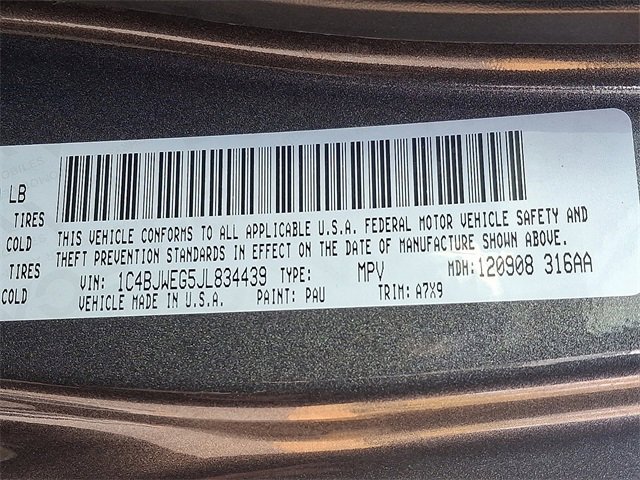 LB
TIRES
COLD
TIRES
COLD
THIS VEHICLE CONFORMS TO ALL APPLICABLE U.S.A. FEDERAL MOTOR VEHICLE SAFETY AND
THEFT PREVENTION STANDARDS IN EFFECT ON THE DATE OF MANUFACTURE SHOWN ABOVE.
VIN: 1C4BJWEG5JL834439 TYPE: MPV MDH:120908 316AA
VEHICLE MADE IN U.S.A. PAINT: PAU TRIM: A7X9